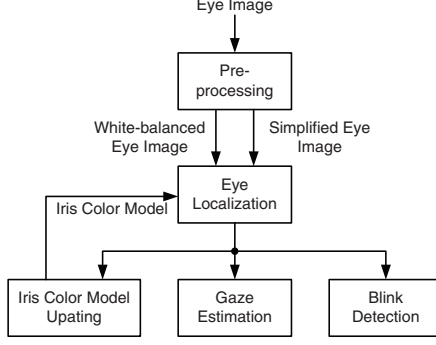 Eye Image
Pre-
processing
White-balanced
Eye Image
Simplified Eye
Image
Eye
Localization
Iris Color Model
Iris Color Model
Upating
Gaze
Estimation
Blink
Detection